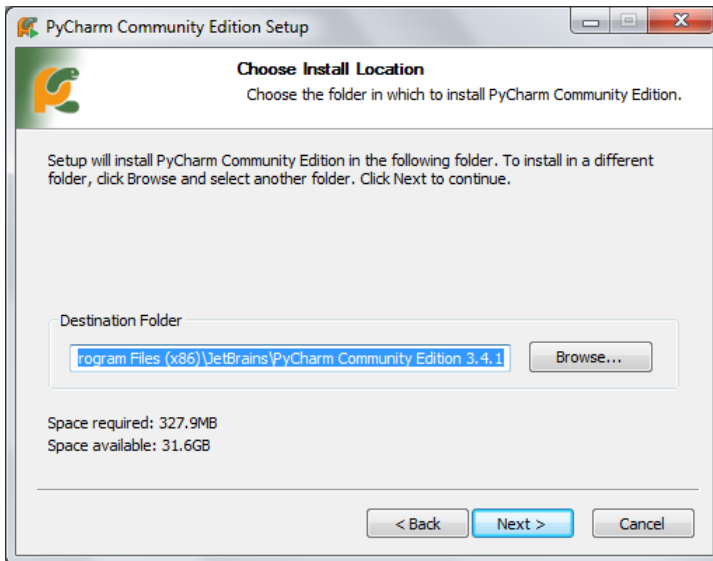 PyCharm Community Edition Setup
Choose Install Location
Choose the folder in which to install PyCharm Community Edition.
Setup will install PyCharm Community Edition in the following folder. To install in a different
folder, click Browse and select another folder. Click Next to continue.
Destination Folder
rogram Files (x86)\JetBrains\PyCharm Community Edition 3.4.1
Browse...
Space required: 327.9MB
Space available: 31.6GB
< Back
Next >
Cancel